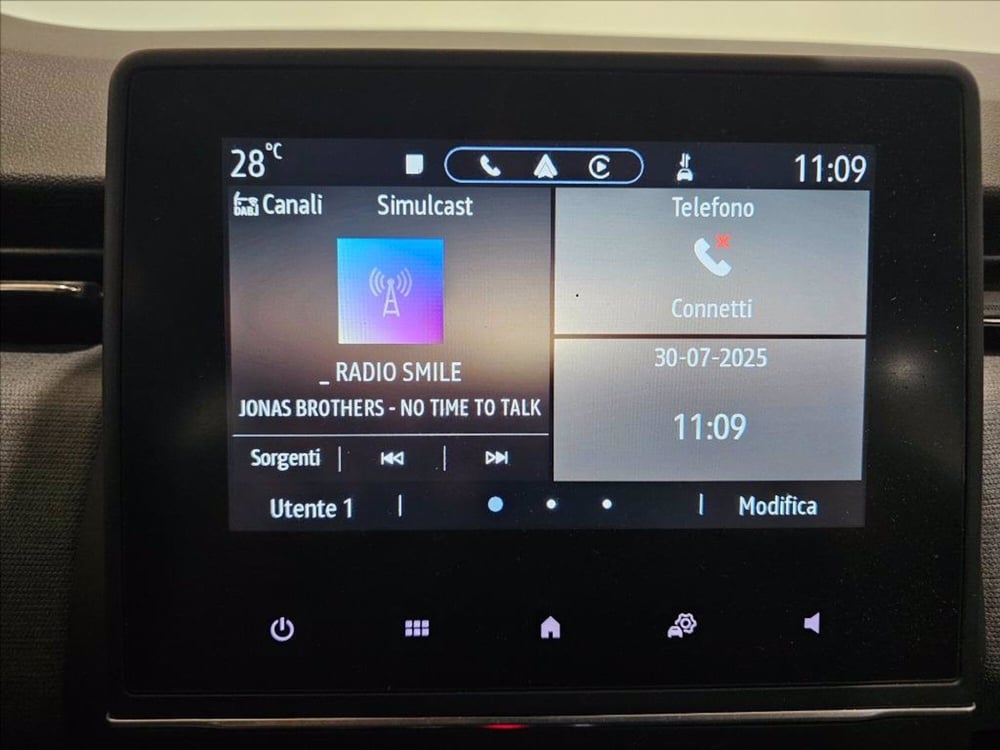 28°C
11:09
DAB Canali
Simulcast
_ RADIO SMILE
JONAS BROTHERS - NO TIME TO TALK
Sorgenti
Telefono
Connetti
30-07-2025
11:09
Utente 1
Modifica